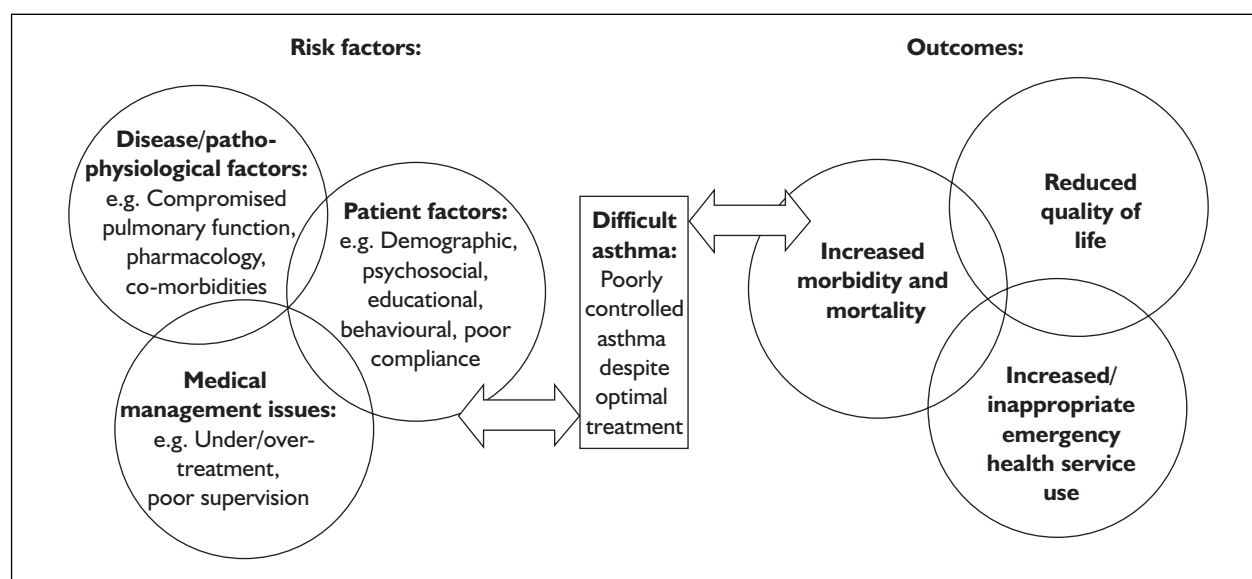 Risk factors:
Outcomes:
Disease/patho-
physiological factors:
e.g. Compromised
pulmonary function,
pharmacology,
co-morbidities
Patient factors:
e.g. Demographic,
psychosocial,
educational,
behavioural, poor
compliance
Medical
management issues:
e.g. Under/over-
treatment,
poor supervision
Difficult
asthma:
Poorly
controlled
asthma
despite
optimal
treatment
Increased
morbidity and
mortality
Reduced
quality of
life
Increased/
inappropriate
emergency
health service
use